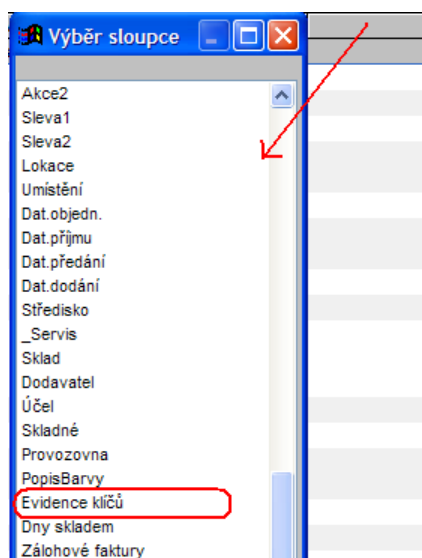 Výběr sloupce
Akce2
Sleva1
Sleva2
Lokace
Umístění
Dat.objedn.
Dat.příjmu
Dat.předání
Dat.dodání
Středisko
_Servis
Sklad
Dodavatel
Účel
Skladné
Provozovna
PopisBarvy
Evidence klíčů
Dny skladem
Zálohové faktury